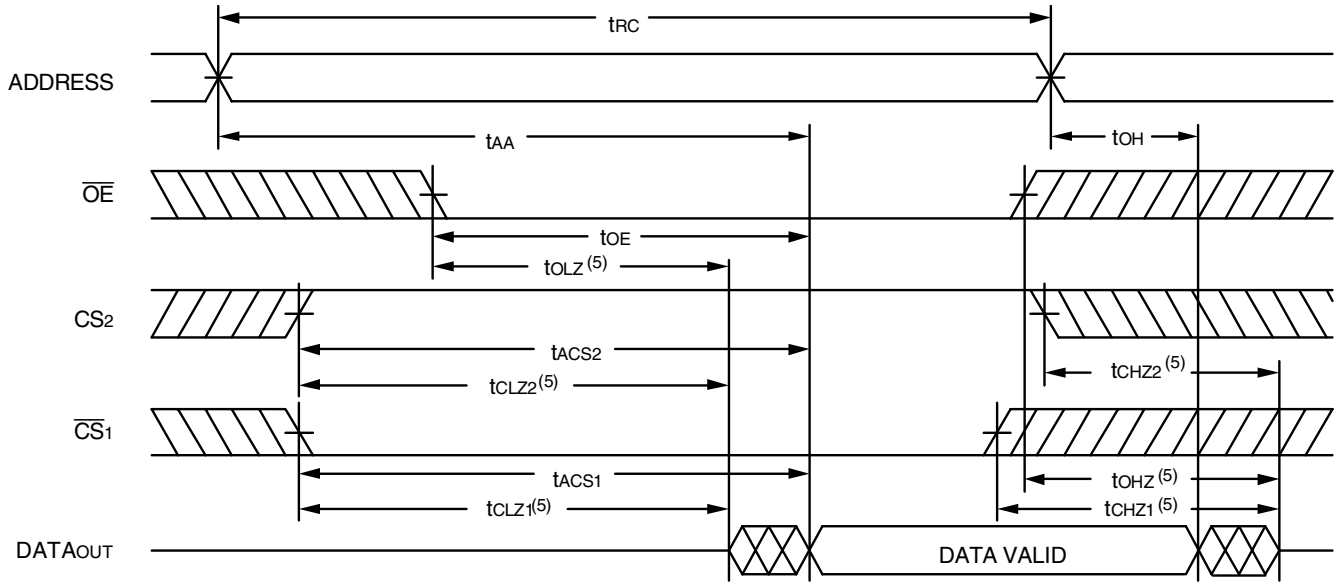 tRC
ADDRESS
tAA
tOH
OE
tOE
tOLZ (5)
CS2
tACS2
tCLZ2(5)
tCHZ2(5)
CS1
tACS1
tOHZ (5)
tCLZ1(5)
tCHZ1(5)
DATAOUT
DATA VALID